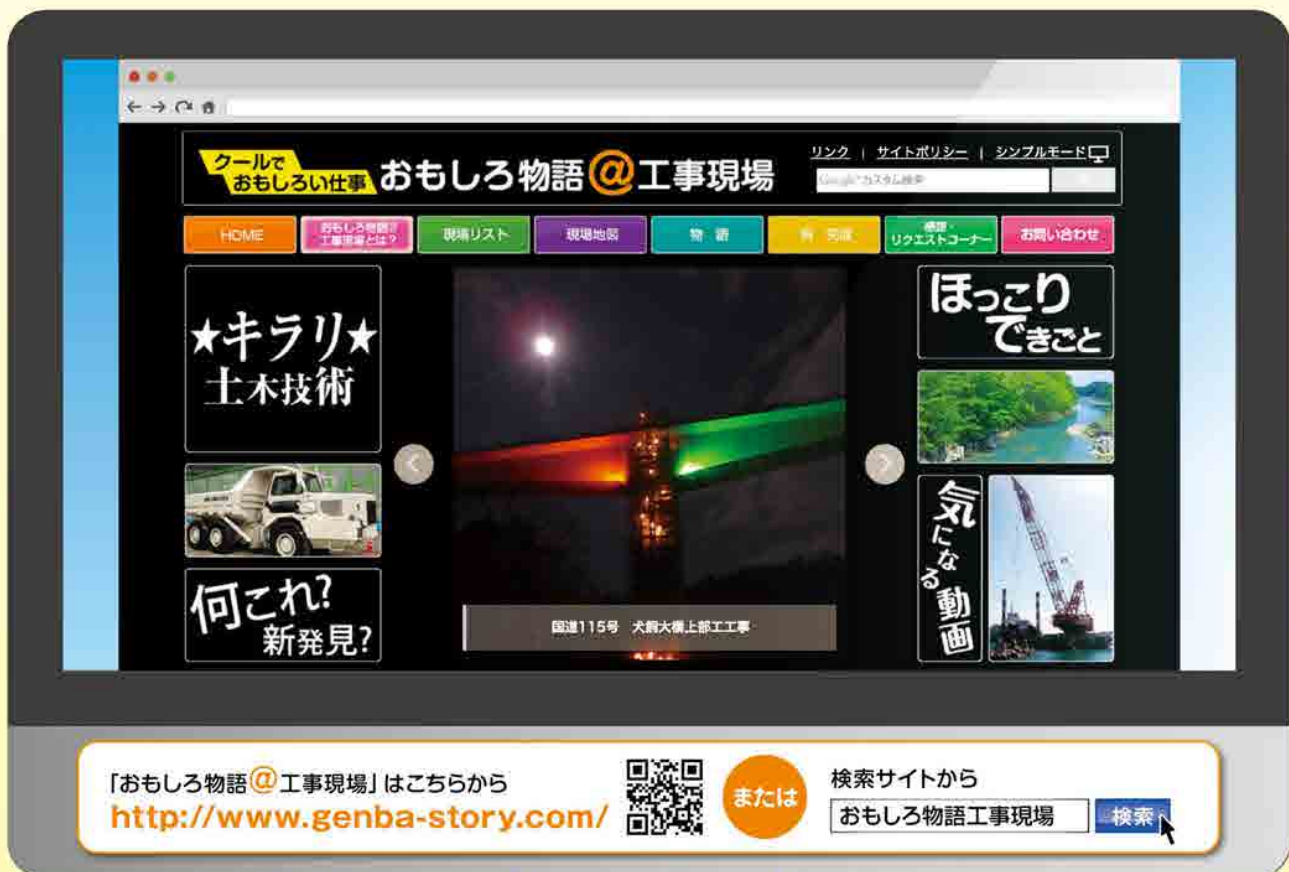 クールで
おもしろい仕事
おもしろ物語@工事現場
リンク | サイトポリシー | シンプルモード
Google カスタム検索
HOME
おもしろ物語@
工事現場とは?
現場リスト
現場地図
物 語
感想・
リクエストコーナー
お問い合わせ
★キラリ★
土木技術
何これ?
新発見?
国道115号 犬飼大橋上部工工事
ほっこり
できごと
気になる動画
「おもしろ物語@工事現場」はこちらから
http://www.genba-story.com/
または
検索サイトから
おもしろ物語工事現場
検索